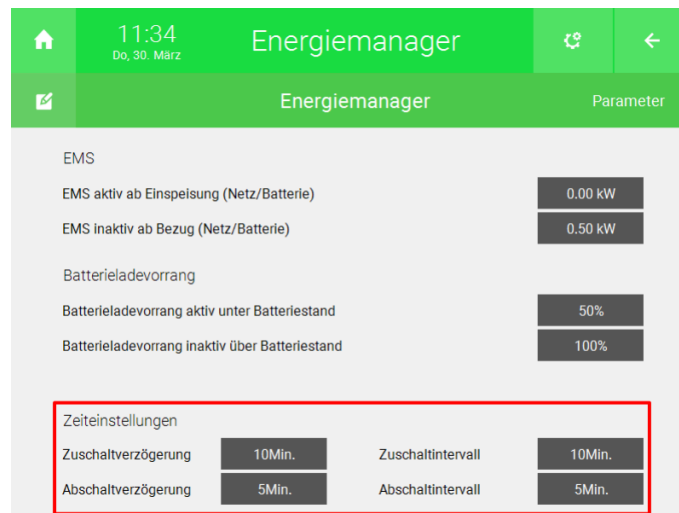 11:34
Do, 30. März
Energiemanager
Energiemanager
Parameter
EMS
EMS aktiv ab Einspeisung (Netz/Batterie) 0.00 kW
EMS inaktiv ab Bezug (Netz/Batterie) 0.50 kW
Batterieladevorrang
Batterieladevorrang aktiv unter Batteriestand 50%
Batterieladevorrang inaktiv über Batteriestand 100%
Zeiteinstellungen
Zuschaltverzögerung 10Min. Zuschaltintervall 10Min.
Abschaltverzögerung 5Min. Abschaltintervall 5Min.